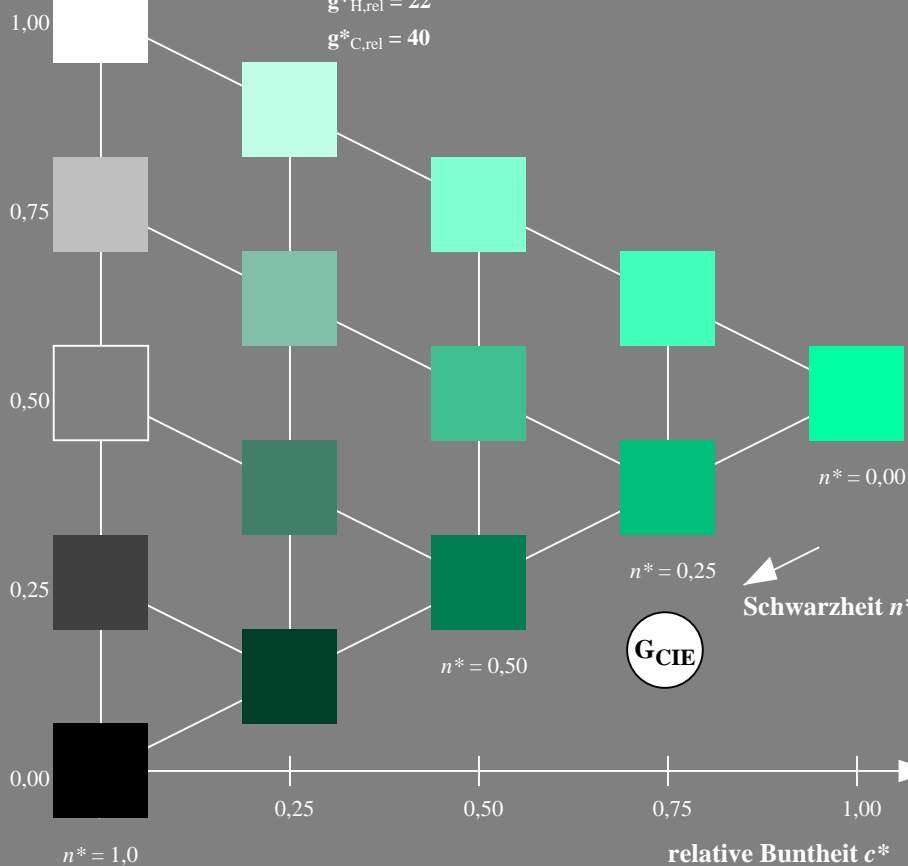 g*H,rel = 22
1,00
g*C,rel = 40
0,75
0,50
n* = 0,00
n* = 0,25
0,25
Schwarzheit n*
GCIE
n* = 0,50
0,00
0,25
0,50
0,75
1,00
n* = 1,0
relative Buntheit c*